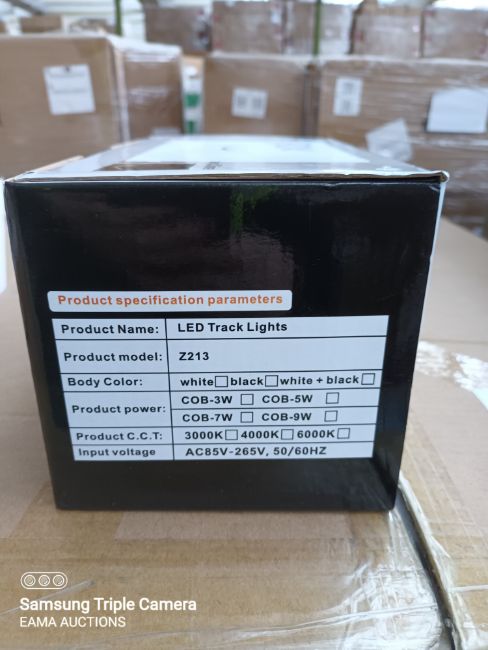 Product specification parameters
Product Name: LED Track Lights
Product model: Z213
Body Color: white□ black□ white + black□
Product power: COB-3W □ COB-5W □
COB-7W □ COB-9W □
Product C.C.T: 3000K□ 4000K□ 6000K□
Input voltage AC85V-265V, 50/60HZ
Samsung Triple Camera
EAMA AUCTIONS